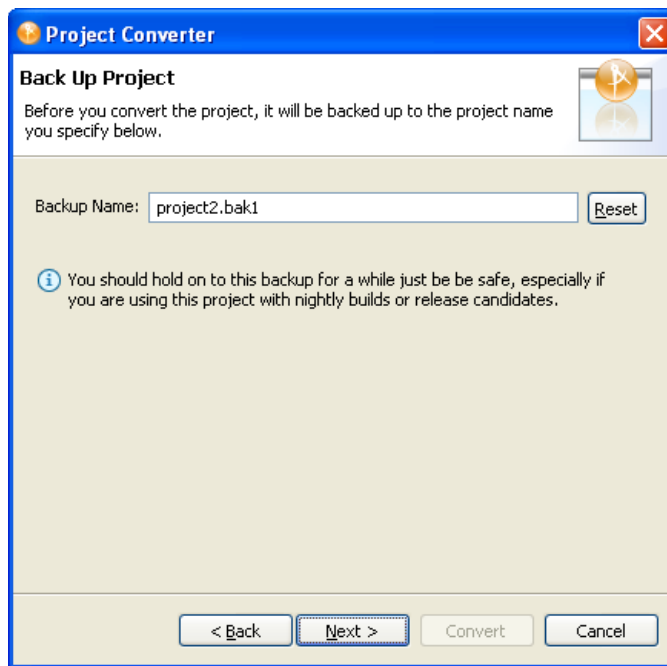 Project Converter
Back Up Project
Before you convert the project, it will be backed up to the project name
you specify below.
Backup Name: project2.bak1 Reset
You should hold on to this backup for a while just be be safe, especially if
you are using this project with nightly builds or release candidates.
< Back Next > Convert Cancel